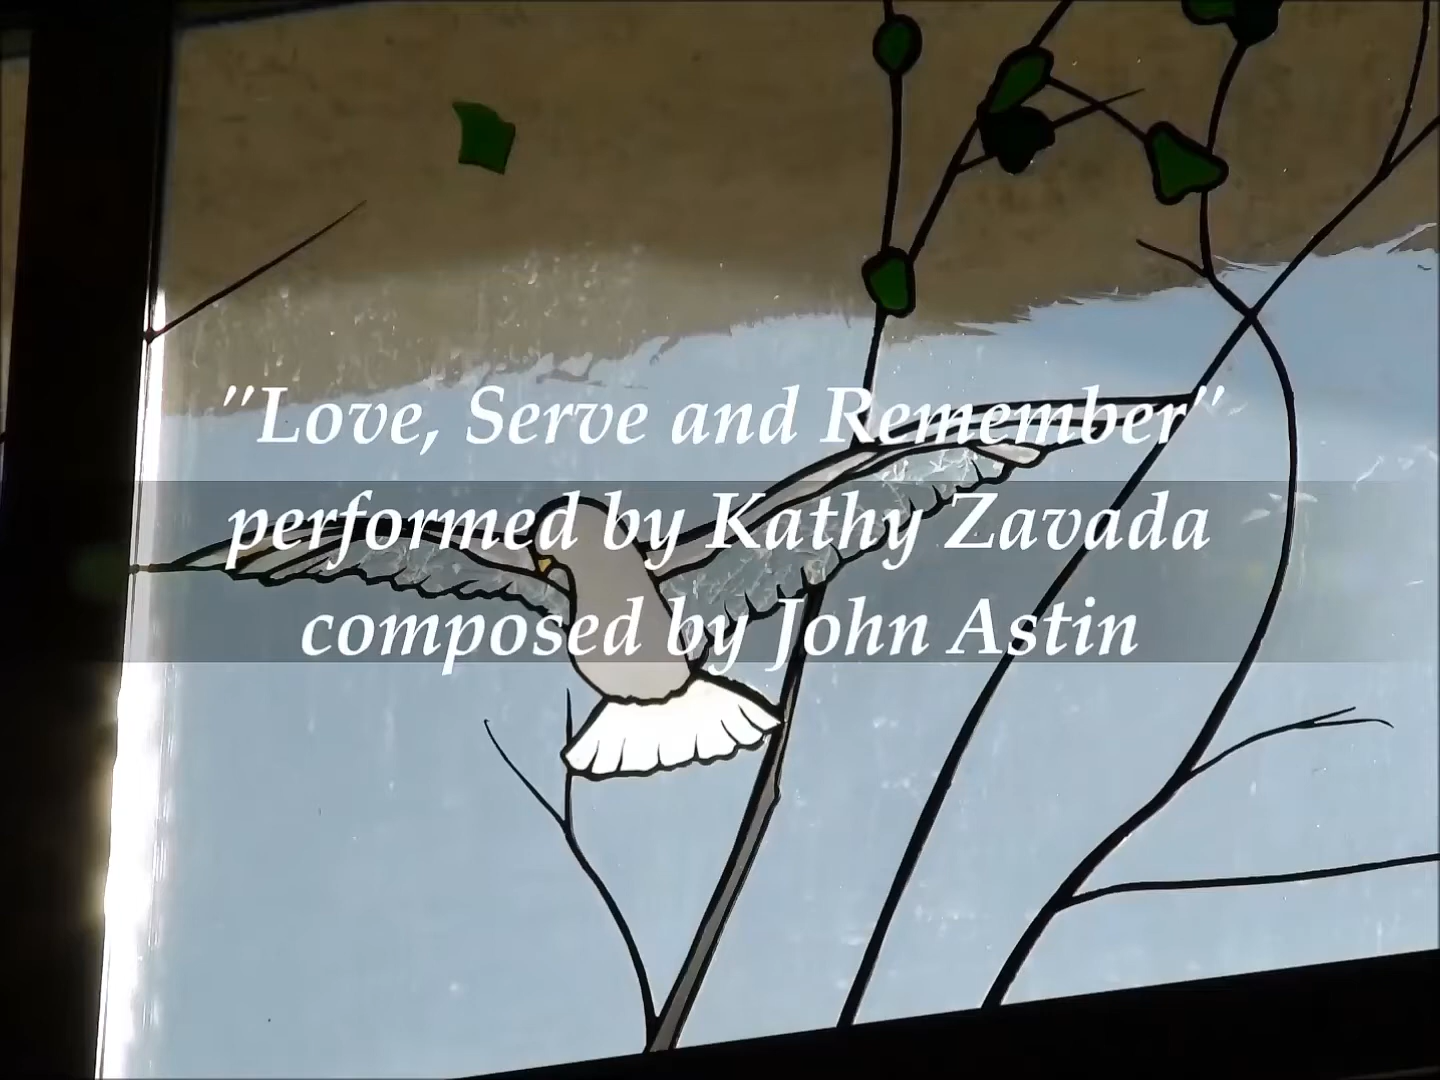 "Love, Serve and Remember"
performed by Kathy Zavada
composed by John Astin